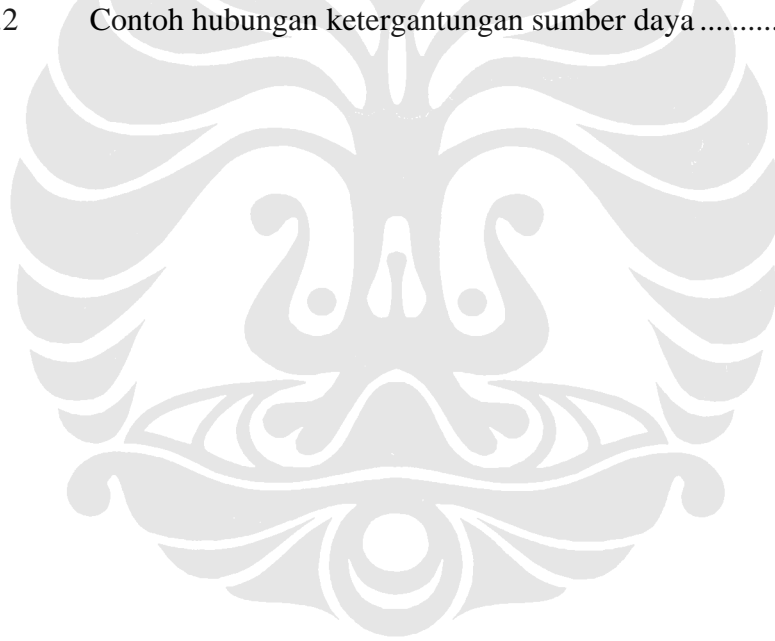 .2 Contoh hubungan ketergantungan sumber daya ..........